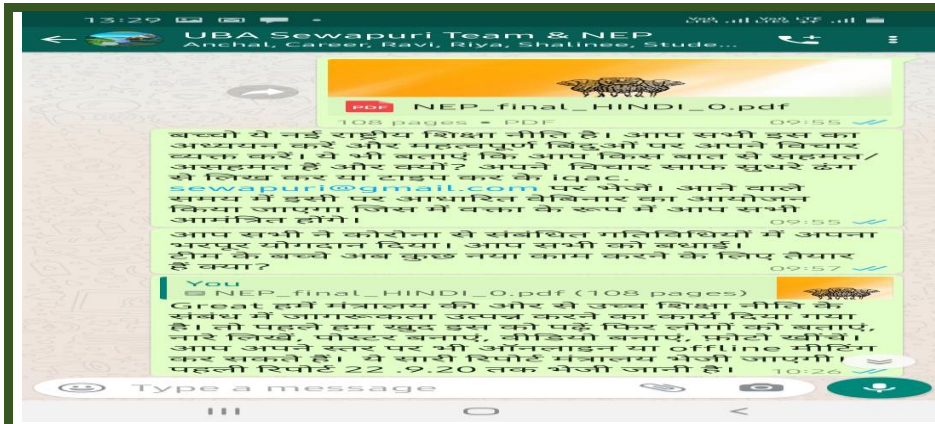 13:29
UBA Sewapuri Team & NEP
Anchal, Career, Ravi, Riya, Shalinee, Stude...
PDF NEP_final_HINDI_0.pdf
108 pages • PDF 09:55
बच्चों ये नई राष्ट्रीय शिक्षा नीति है। आप सभी इस का
अध्ययन करें और महत्वपूर्ण बिंदुओं पर अपने विचार
व्यक्त करें। ये भी बताएं कि आप किस बात से सहमत/
असहमत हैं और क्यों? आपने विचार साफ सुथरे ढंग
से लिख कर या टाइप कर के iqac.
sewapuri@gmail.com पर भेजें। आने वाले
समय में इसी पर आधारित वेबिनार का आयोजन
किया जाएगा जिस में वक्ता के रूप में आप सभी
आमंत्रित होंगे। 09:55
आप सभी ने कोरोना से संबंधित गतिविधियों में अपना
भरपूर योगदान दिया। आप सभी को बधाई।
टीम के बच्चे अब कुछ नया काम करने के लिए तैयार
हैं क्या? 09:57
You
NEP_final_HINDI_0.pdf (108 pages)
Great हमें मंत्रालय की ओर से उच्च शिक्षा नीति के
संबंध में जागरूकता उत्पन्न करने का कार्य दिया गया
है। तो पहले हम खुद इस को पढ़ें फिर लोगों को बताएं,
नारे लिखें, पोस्टर बनाएं, वीडियो बनाएं, फ़ोटो खींचें।
आप अपने स्तर पर भी ऑनलाइन या offline मीटिंग
कर सकते हैं। ये सारी रिपोर्ट मंत्रालय भेजी जाएगी।
पहली रिपोर्ट 22 .9.20 तक भेजी जानी है। 10:26
Type a message